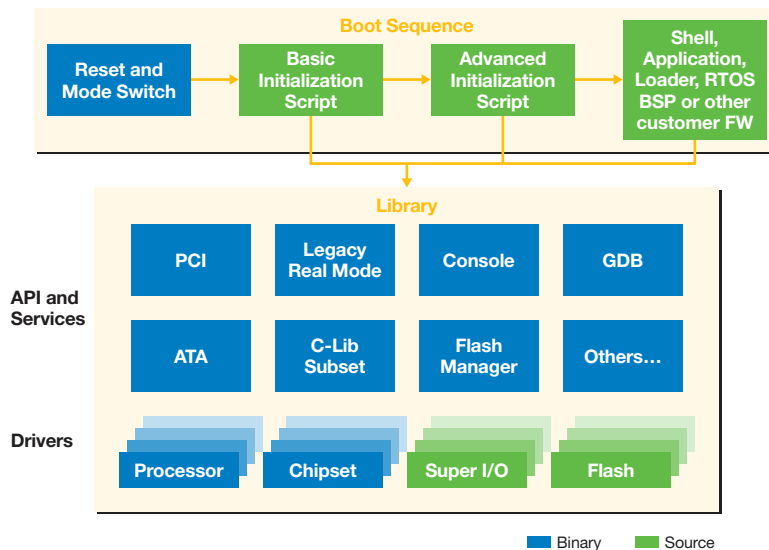 Boot Sequence
Reset and
Mode Switch
Basic
Initialization
Script
Advanced
Initialization
Script
Shell,
Application,
Loader, RTOS
BSP or other
customer FW
Library
API and
Services
PCI
Legacy
Real Mode
Console
GDB
ATA
C-Lib
Subset
Flash
Manager
Others...
Drivers
Processor
Chipset
Super I/O
Flash
Binary
Source